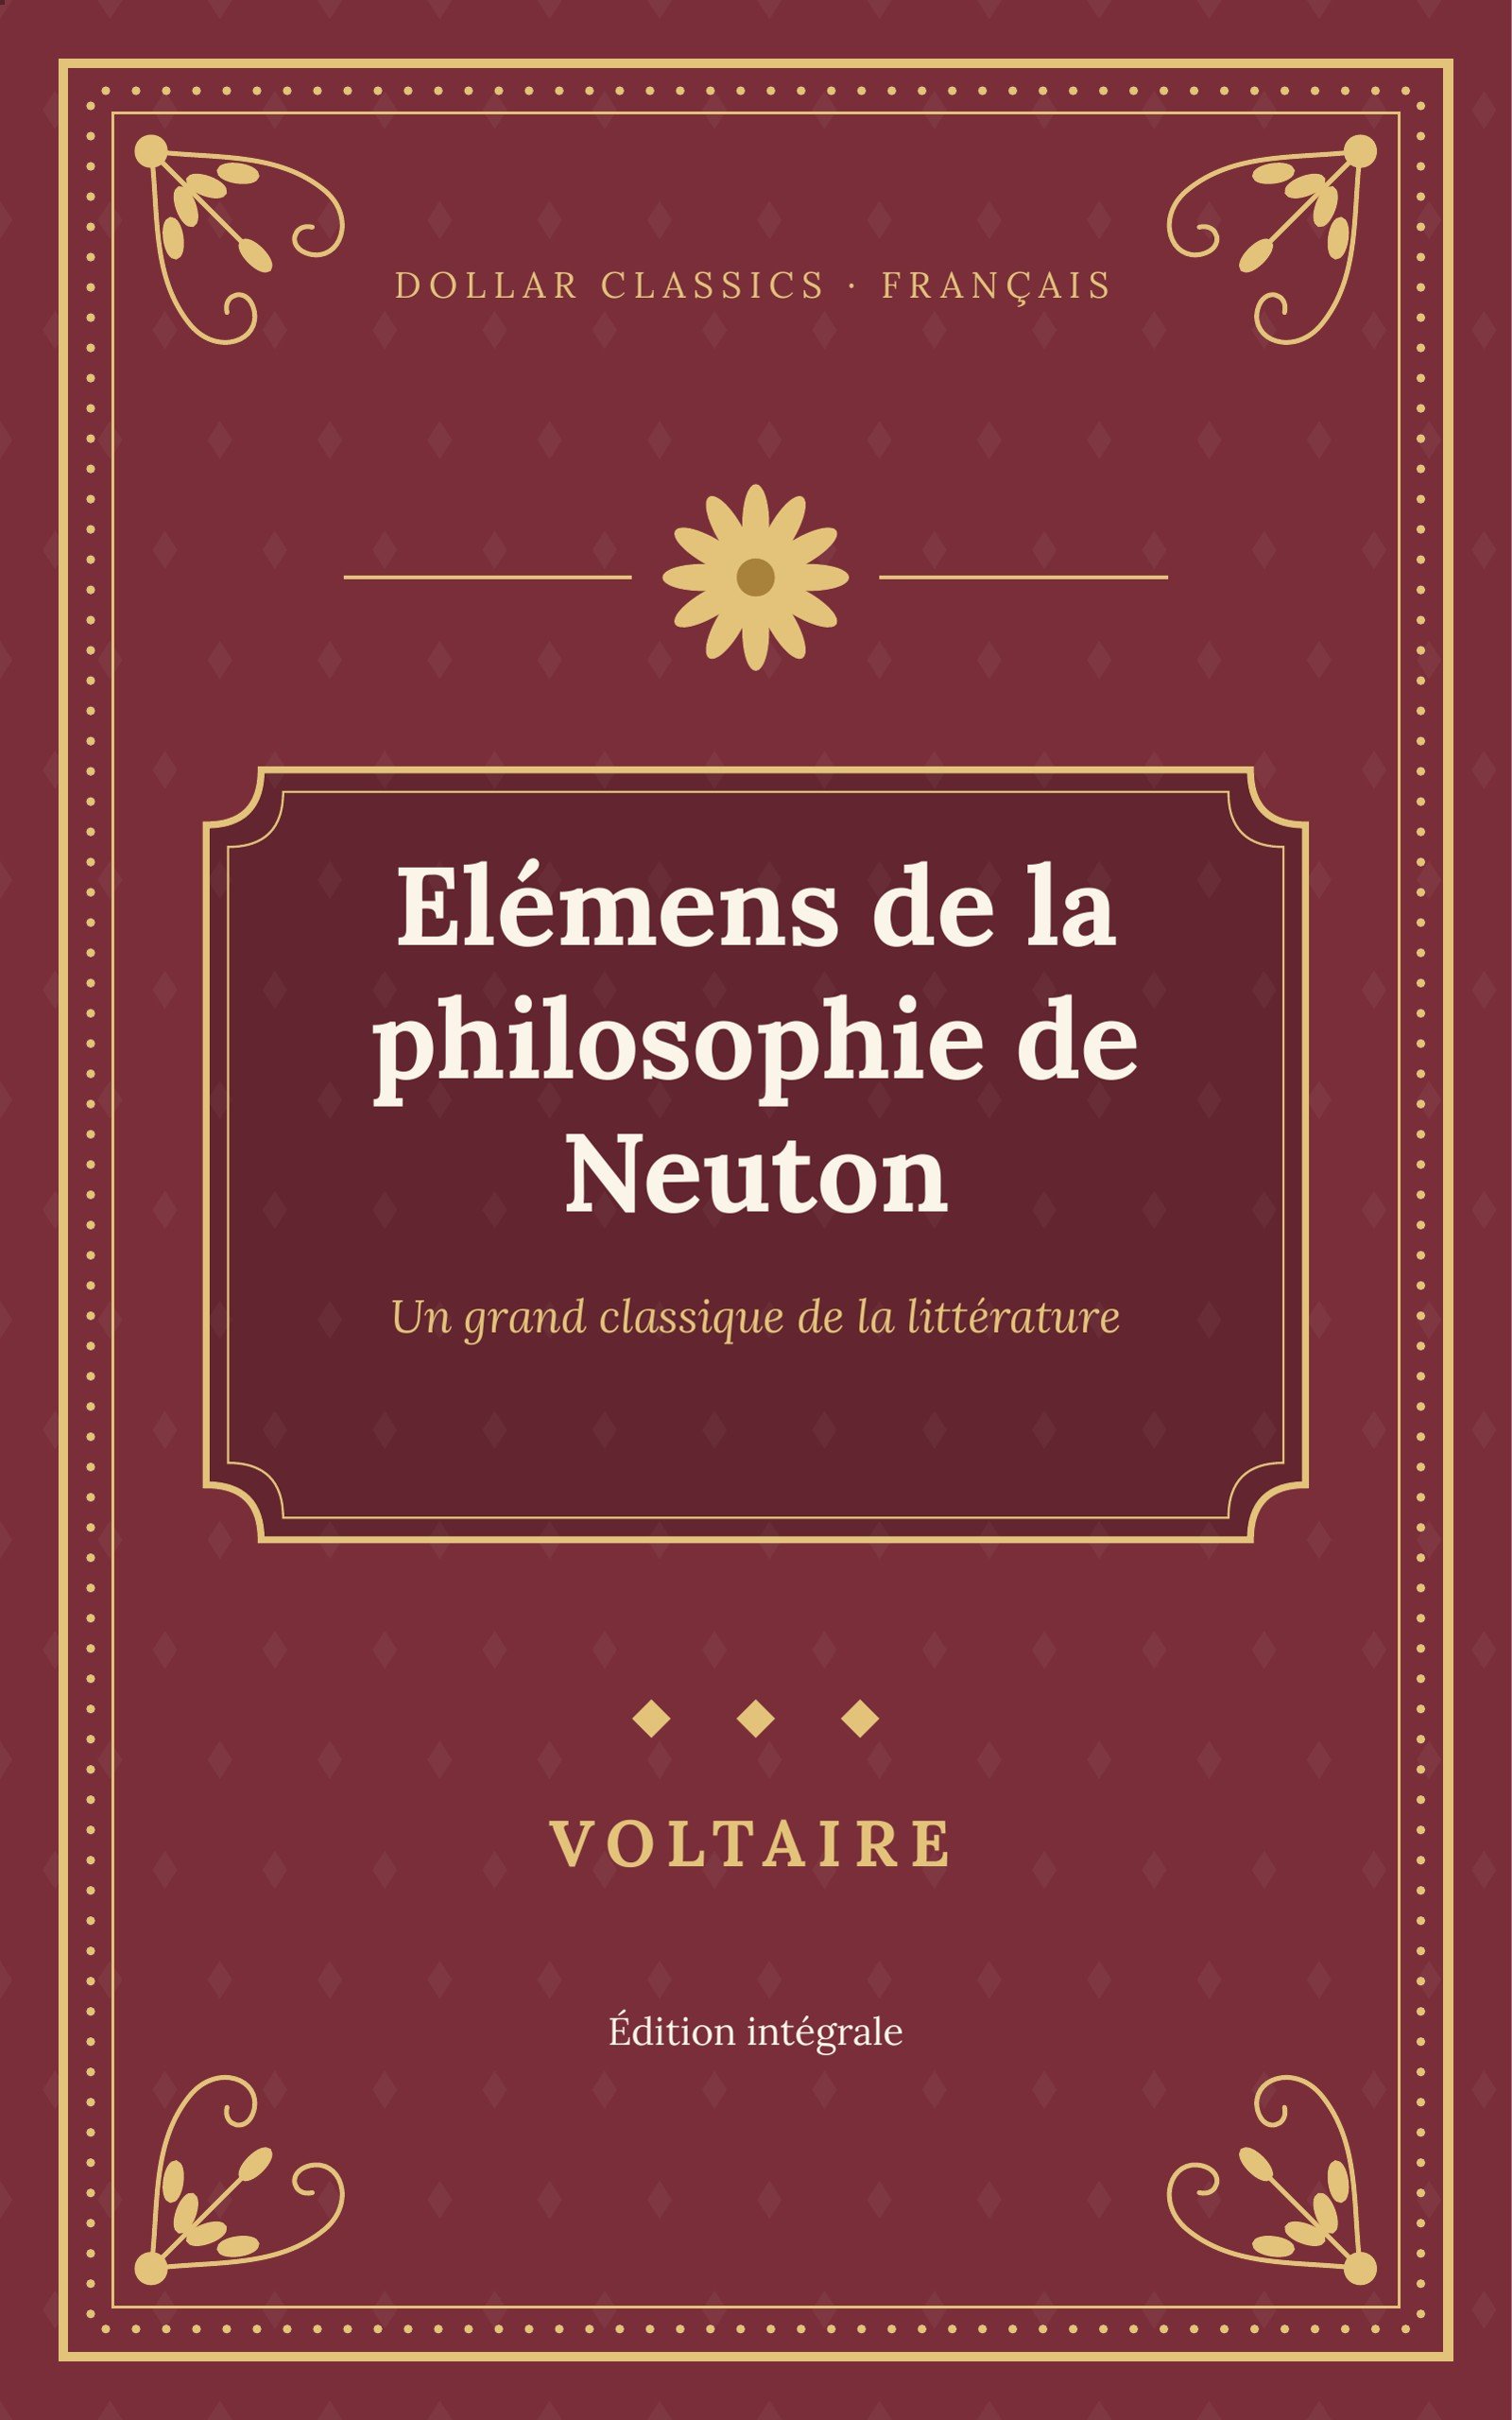 DOLLAR CLASSICS · FRANÇAIS
Elémens de la
philosophie de
Neuton
Un grand classique de la littérature
VOLTAIRE
Édition intégrale